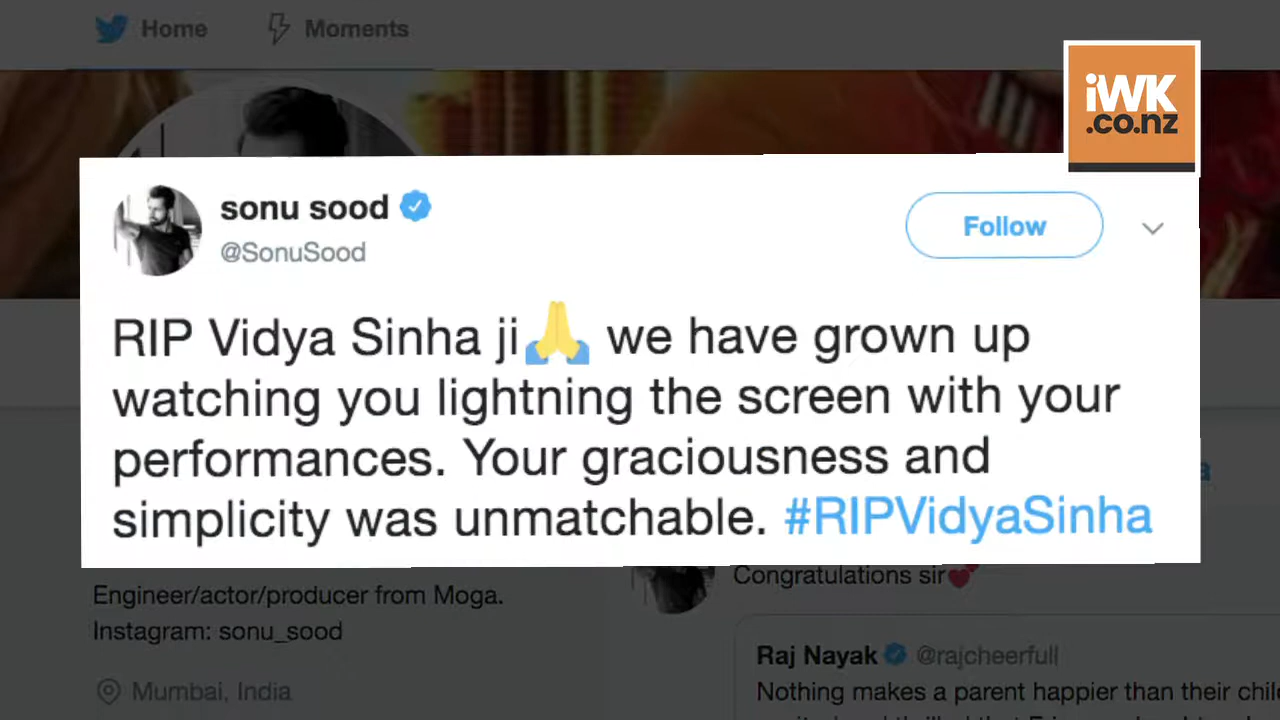 Home Moments
iWK
.co.nz
sonu sood
@SonuSood
Follow
RIP Vidya Sinha ji🙏 we have grown up
watching you lightning the screen with your
performances. Your graciousness and
simplicity was unmatchable. #RIPVidyaSinha
Engineer/actor/producer from Moga.
Instagram: sonu_sood
Mumbai, India
Congratulations sir💕
Raj Nayak @rajcheerfull
Nothing makes a parent happier than their